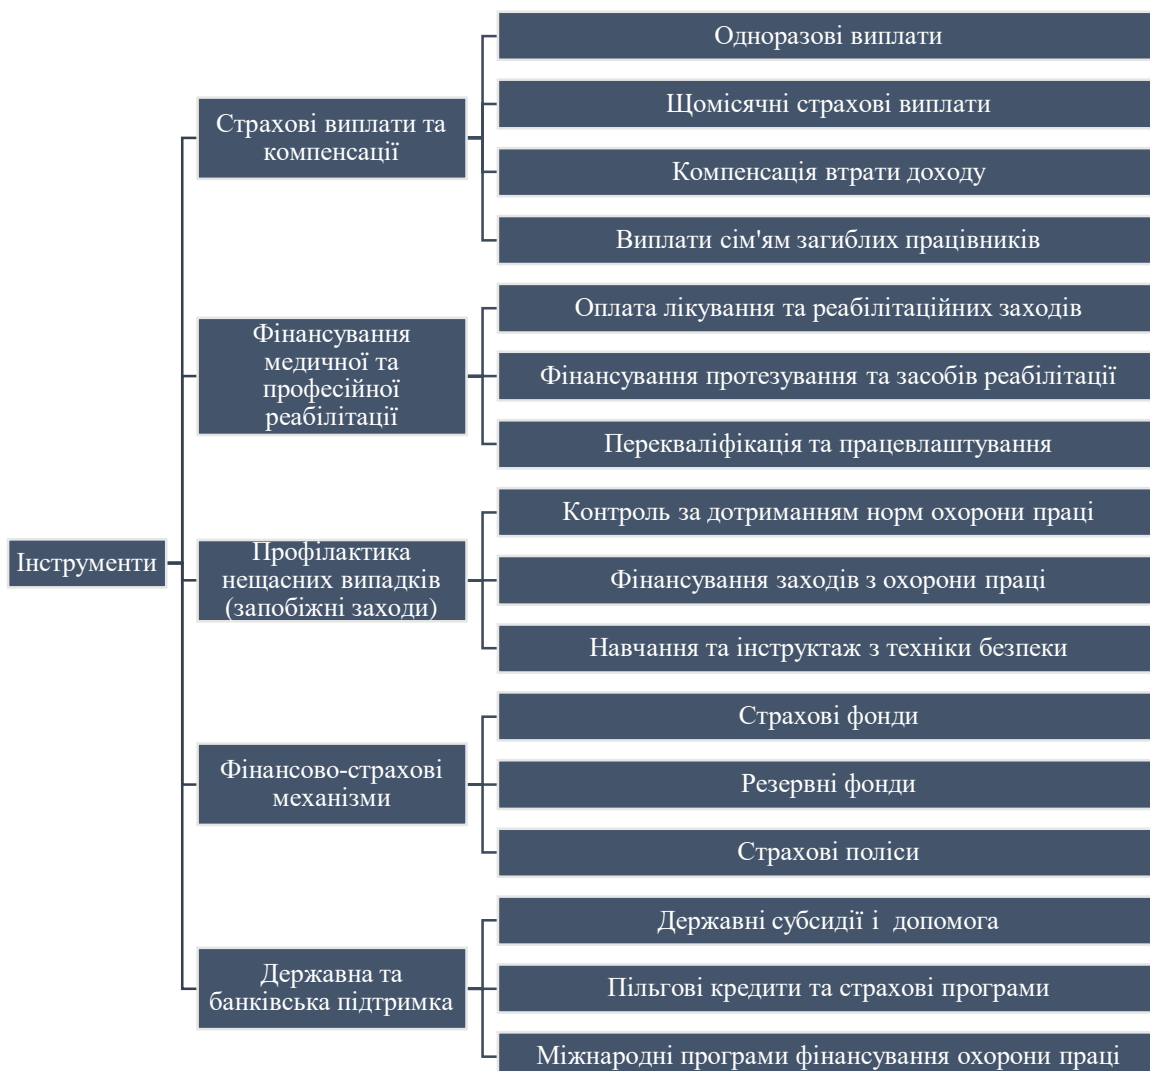 Інструменти
Страхові виплати та
компенсації
Одноразові виплати
Щомісячні страхові виплати
Компенсація втрати доходу
Виплати сім'ям загиблих працівників
Фінансування
медичної та
професійної
реабілітації
Оплата лікування та реабілітаційних заходів
Фінансування протезування та засобів реабілітації
Перекваліфікація та працевлаштування
Профілактика
нещасних випадків
(запобіжні заходи)
Контроль за дотриманням норм охорони праці
Фінансування заходів з охорони праці
Навчання та інструктаж з техніки безпеки
Фінансово-страхові
механізми
Страхові фонди
Резервні фонди
Страхові поліси
Державна та
банківська підтримка
Державні субсидії і допомога
Пільгові кредити та страхові програми
Міжнародні програми фінансування охорони праці